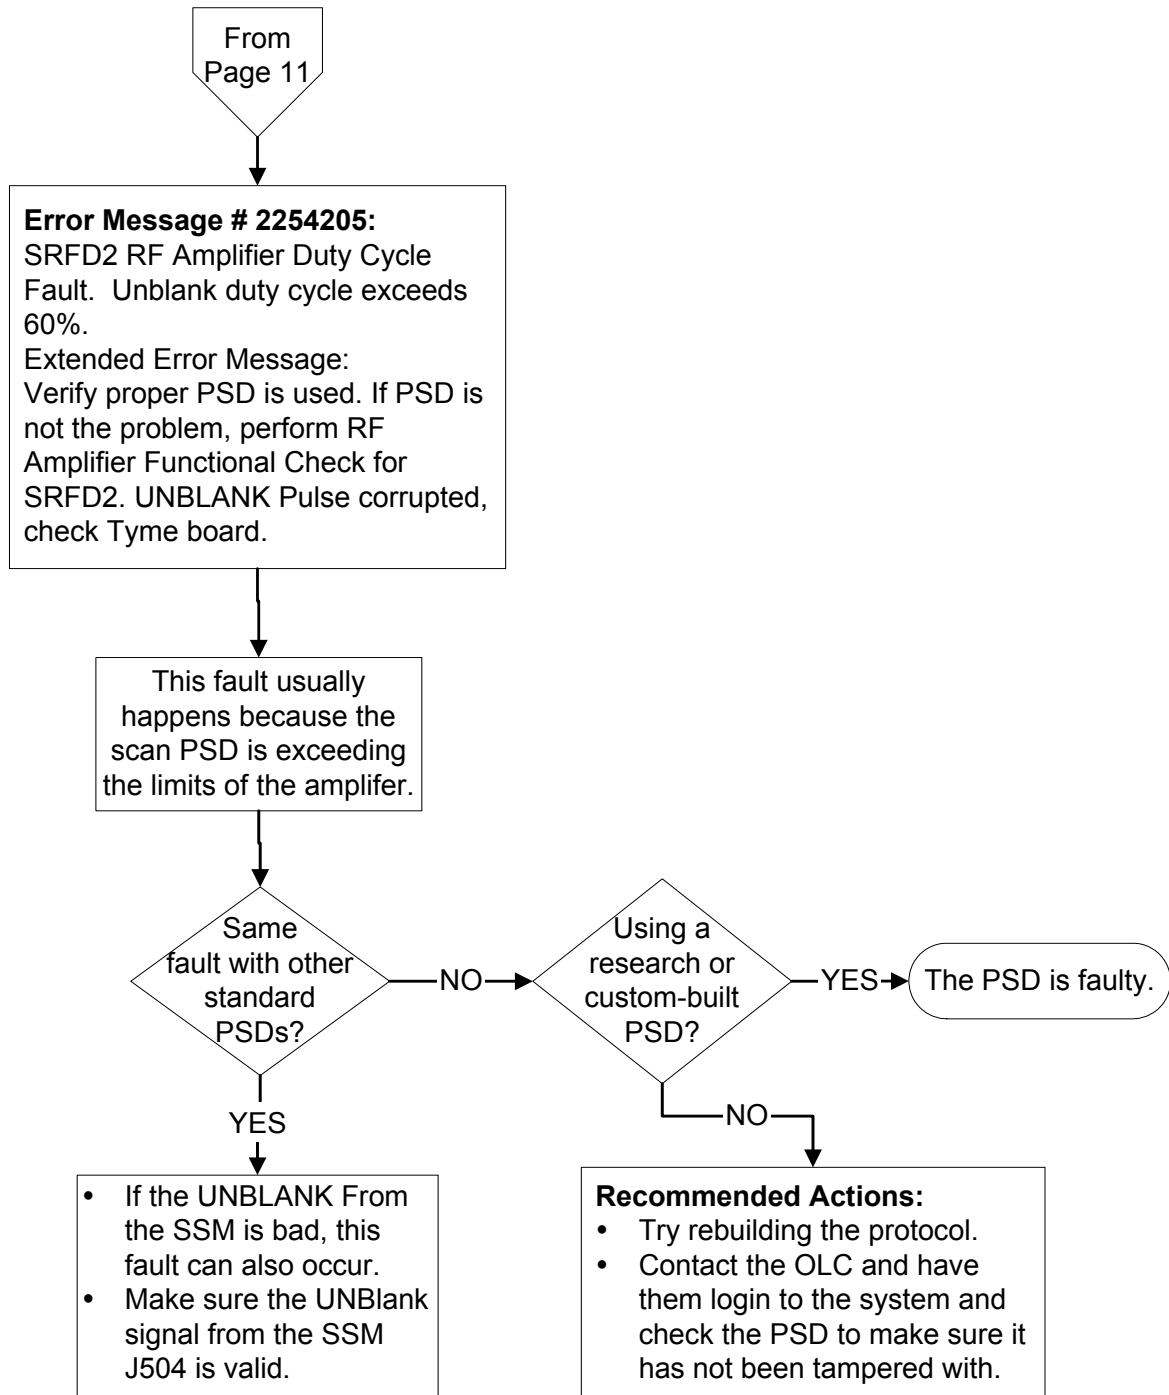 From
Page 11
Error Message # 2254205:
SRFD2 RF Amplifier Duty Cycle
Fault.  Unblank duty cycle exceeds
60%.
Extended Error Message:
Verify proper PSD is used. If PSD is
not the problem, perform RF
Amplifier Functional Check for
SRFD2. UNBLANK Pulse corrupted,
check Tyme board.
This fault usually
happens because the
scan PSD is exceeding
the limits of the amplifer.
Same
fault with other
standard
PSDs?
NO
Using a
research or
custom-built
PSD?
YES
The PSD is faulty.
YES
• If the UNBLANK From
the SSM is bad, this
fault can also occur.
• Make sure the UNBlank
signal from the SSM
J504 is valid.
NO
Recommended Actions:
• Try rebuilding the protocol.
• Contact the OLC and have
them login to the system and
check the PSD to make sure it
has not been tampered with.